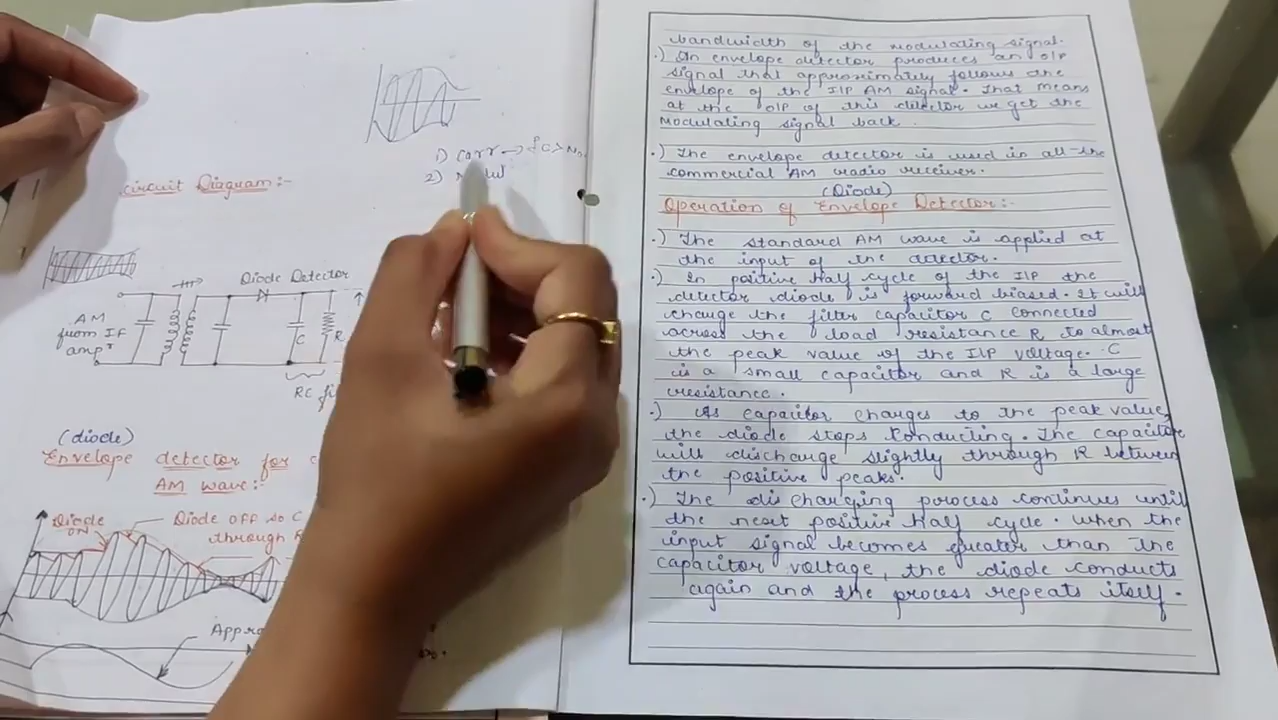 1) Carr → fc >
2)
Circuit Diagram:-
Diode Detector
AM
from IF
ampr
C
R
RC
(diode)
Envelope detector for
AM wave:-
Diode
ON
Diode OFF so C
through
Appro
bandwidth of the modulating signal.
.) An envelope detector produces an O/P
signal that approximately follows the
envelope of the I/P AM signal. That means
at the O/P of this detector we get the
modulating signal back.
.) The envelope detector is used in all the
commercial AM radio receiver.
(Diode)
Operation of Envelope Detector:-
.) The standard AM wave is applied at
the input of the detector.
.) In positive half cycle of the I/P the
detector diode is forward biased. It will
charge the filter capacitor C connected
across the load resistance R to almost
the peak value of the I/P voltage. C
is a small capacitor and R is a large
resistance.
.) As capacitor charges to the peak value,
the diode stops conducting. The capacitor
will discharge slightly through R between
the positive peaks.
.) The discharging process continues until
the next positive half cycle. When the
input signal becomes greater than the
capacitor voltage, the diode conducts
again and the process repeats itself.